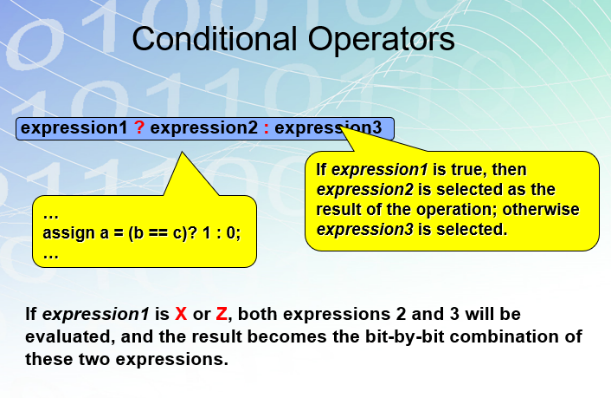 Conditional Operators
expression1 ? expression2 : expression3
If expression1 is true, then
expression2 is selected as the
result of the operation; otherwise
expression3 is selected.
...
assign a = (b == c)? 1 : 0;
...
If expression1 is X or Z, both expressions 2 and 3 will be
evaluated, and the result becomes the bit-by-bit combination of
these two expressions.